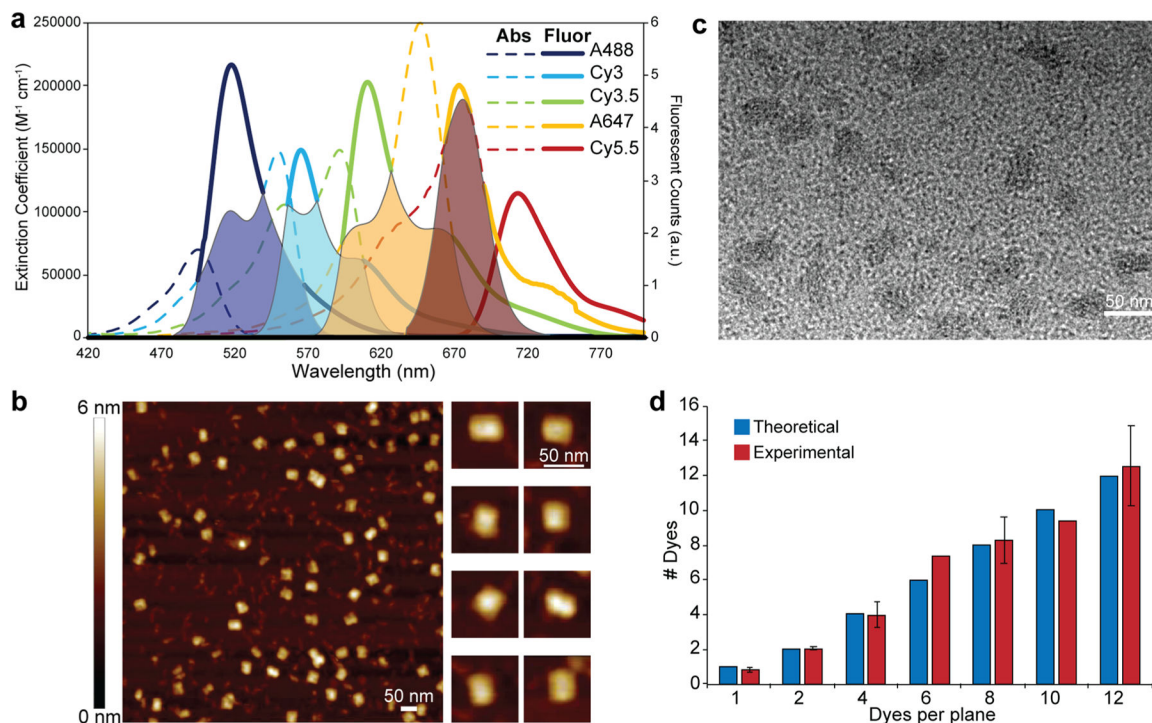 a
250000
200000
150000
100000
50000
0
Extinction Coefficient (M⁻¹ cm⁻¹)
420 470 520 570 620 670 720 770
Wavelength (nm)
6
5
4
3
2
1
0
Fluorescent Counts (a.u.)
Abs Fluor
A488
Cy3
Cy3.5
A647
Cy5.5
b
6 nm
0 nm
50 nm
50 nm
c
50 nm
d
16
14
12
10
8
6
4
2
0
# Dyes
Theoretical
Experimental
1 2 4 6 8 10 12
Dyes per plane